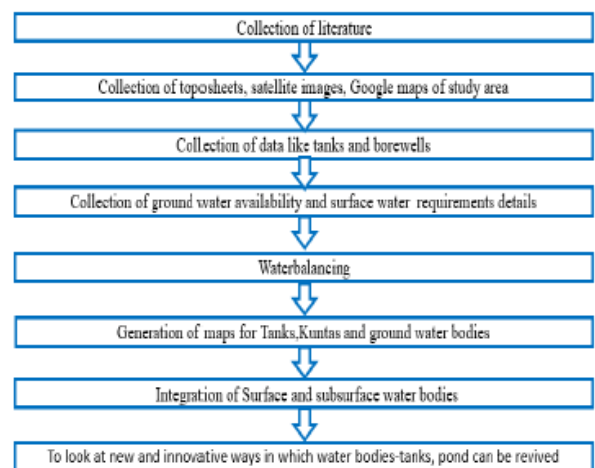 Collection of literature
Collection of toposheets, satellite images, Google maps of study area
Collection of data like tanks and borewells
Collection of ground water availability and surface water requirements details
Waterbalancing
Generation of maps for Tanks,Kuntas and ground water bodies
Integration of Surface and subsurface water bodies
To look at new and innovative ways in which water bodies-tanks, pond can be revived